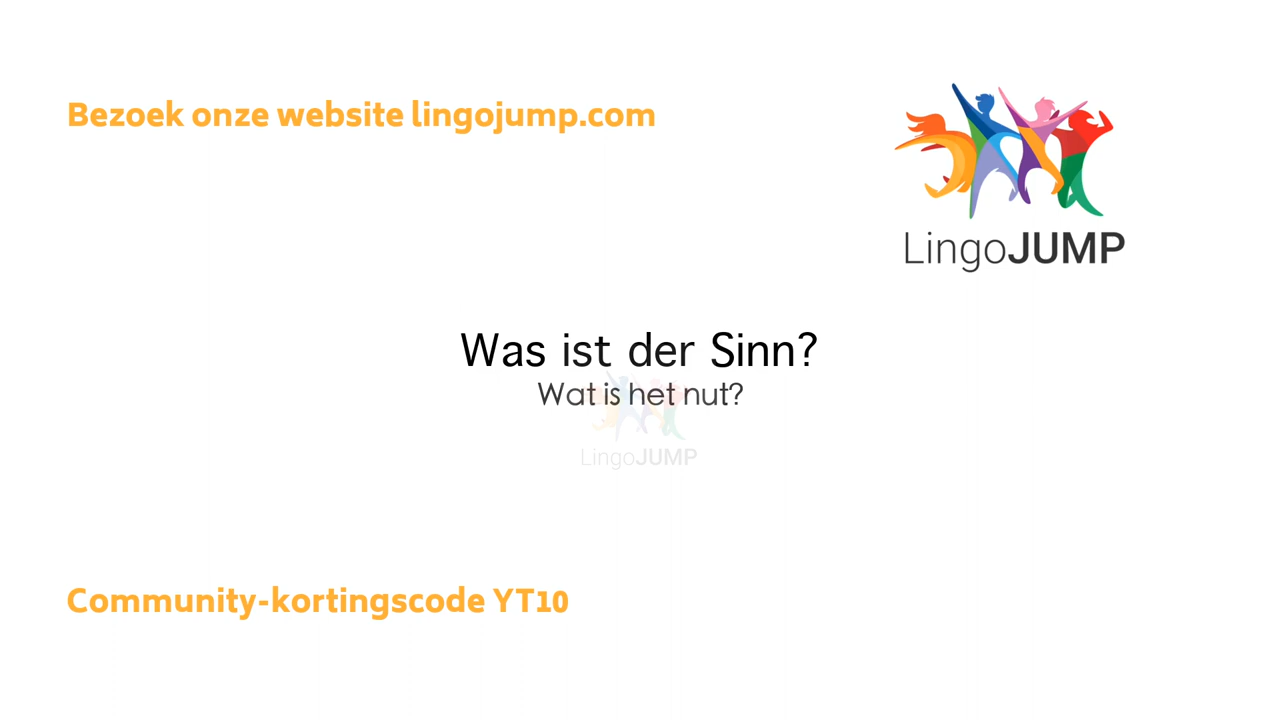 Bezoek onze website lingojump.com
LingoJUMP
Was ist der Sinn?
Wat is het nut?
LingoJUMP
Community-kortingscode YT10